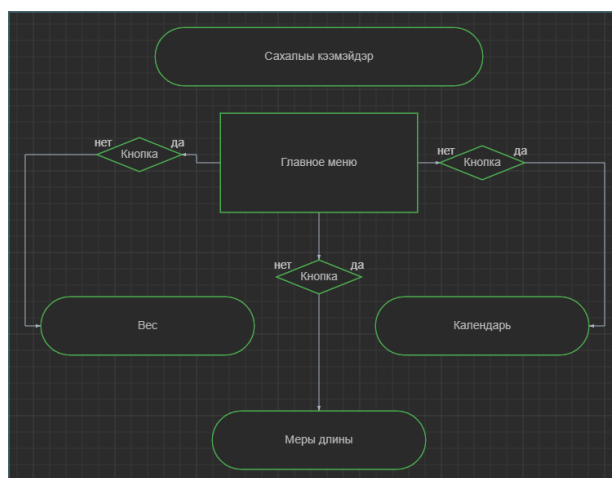 Сахалыы кээмэйдэр
нет да
Кнопка
Главное меню
нет да
Кнопка
нет да
Кнопка
Вес
Календарь
Меры длины